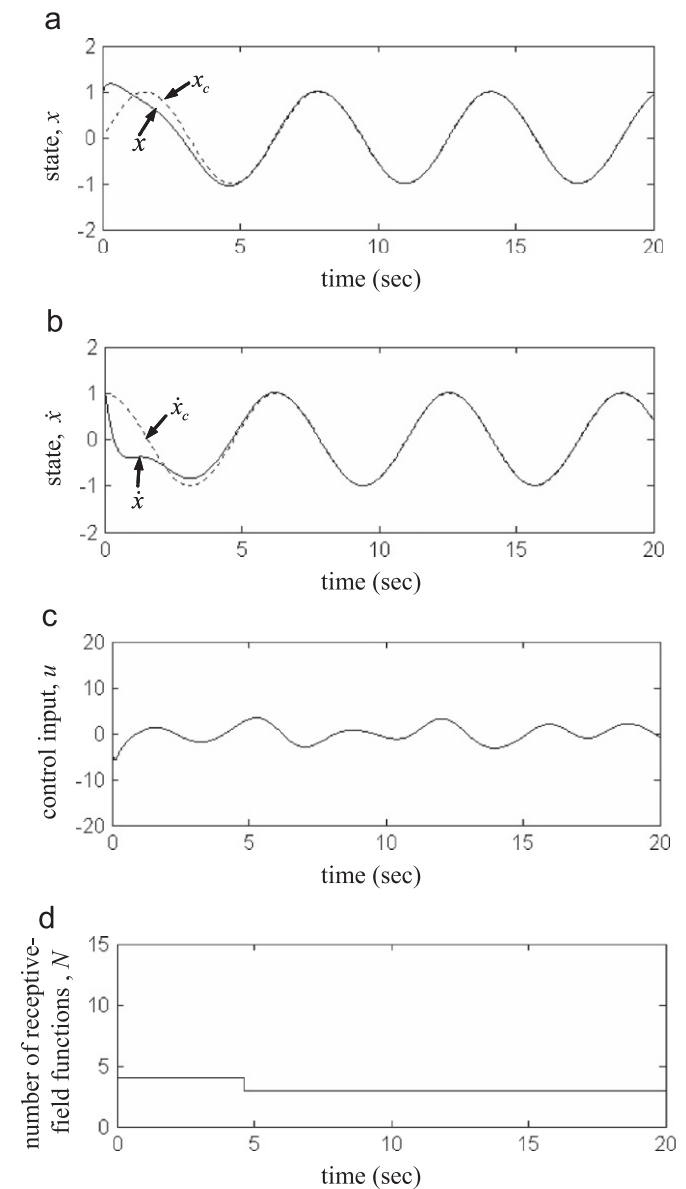 a
2
1
0
-1
-2
state, x
x_c
x
0 5 10 15 20
time (sec)
b
2
1
0
-1
-2
state, ẍ
ẋ_c
ẋ
0 5 10 15 20
time (sec)
c
20
10
0
-10
-20
control input, u
0 5 10 15 20
time (sec)
d
15
10
5
0
number of receptive-
field functions , N
0 5 10 15 20
time (sec)